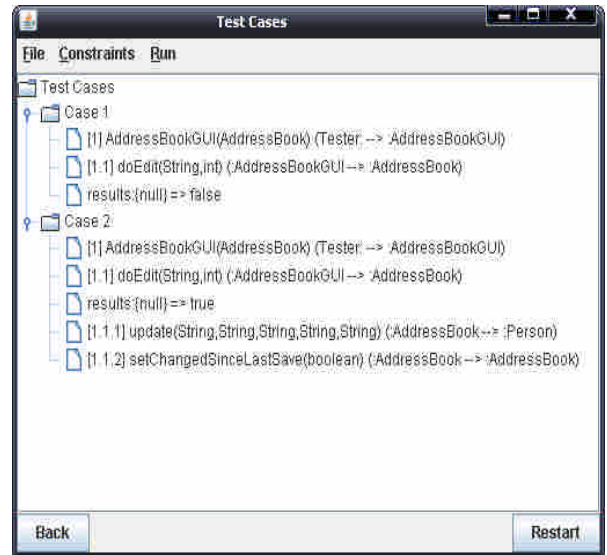 Test Cases
File Constraints Run
Test Cases
Case 1
[1] AddressBookGUI(AddressBook) (Tester: --> :AddressBookGUI)
[1.1] doEdit(String,int) (:AddressBookGUI --> :AddressBook)
results:{null} => false
Case 2
[1] AddressBookGUI(AddressBook) (Tester: --> :AddressBookGUI)
[1.1] doEdit(String,int) (:AddressBookGUI --> :AddressBook)
results:{null} => true
[1.1.1] update(String,String,String,String,String) (:AddressBook --> :Person)
[1.1.2] setChangedSinceLastSave(boolean) (:AddressBook --> :AddressBook)
Back Restart